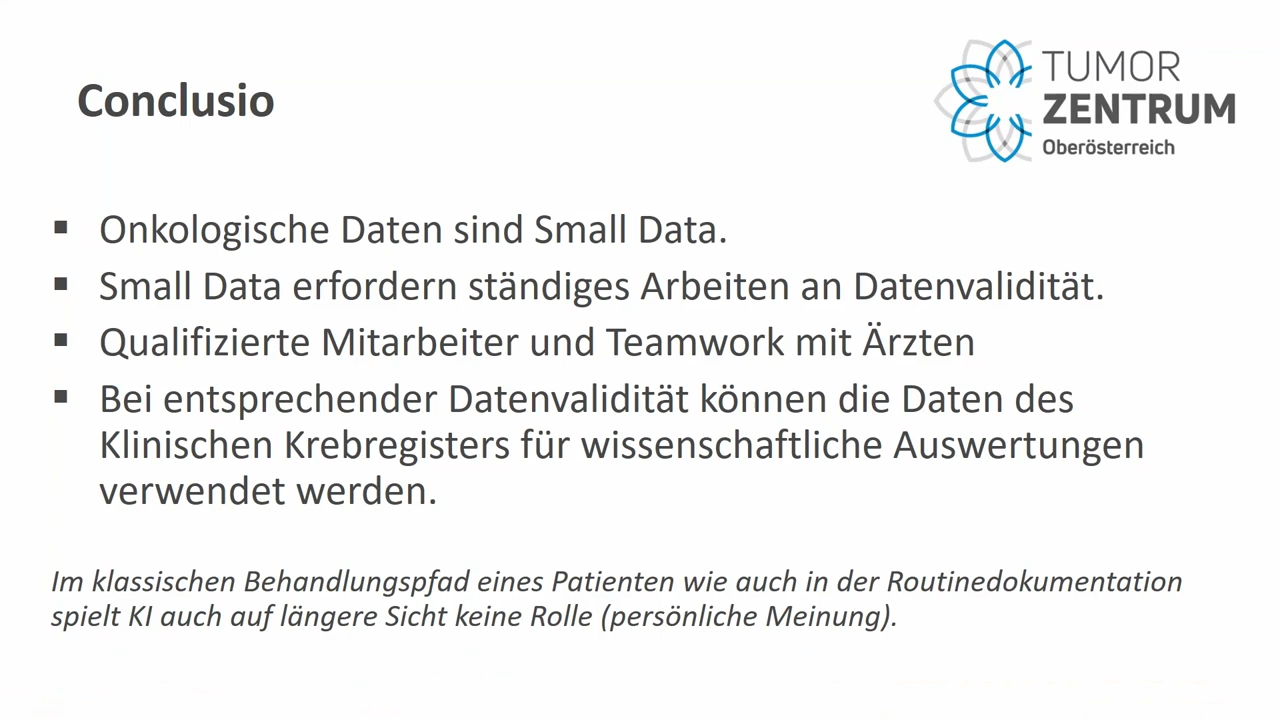 Conclusio
TUMOR
ZENTRUM
Oberösterreich
▪ Onkologische Daten sind Small Data.
▪ Small Data erfordern ständiges Arbeiten an Datenvalidität.
▪ Qualifizierte Mitarbeiter und Teamwork mit Ärzten
▪ Bei entsprechender Datenvalidität können die Daten des
Klinischen Krebregisters für wissenschaftliche Auswertungen
verwendet werden.
Im klassischen Behandlungspfad eines Patienten wie auch in der Routinedokumentation
spielt KI auch auf längere Sicht keine Rolle (persönliche Meinung).